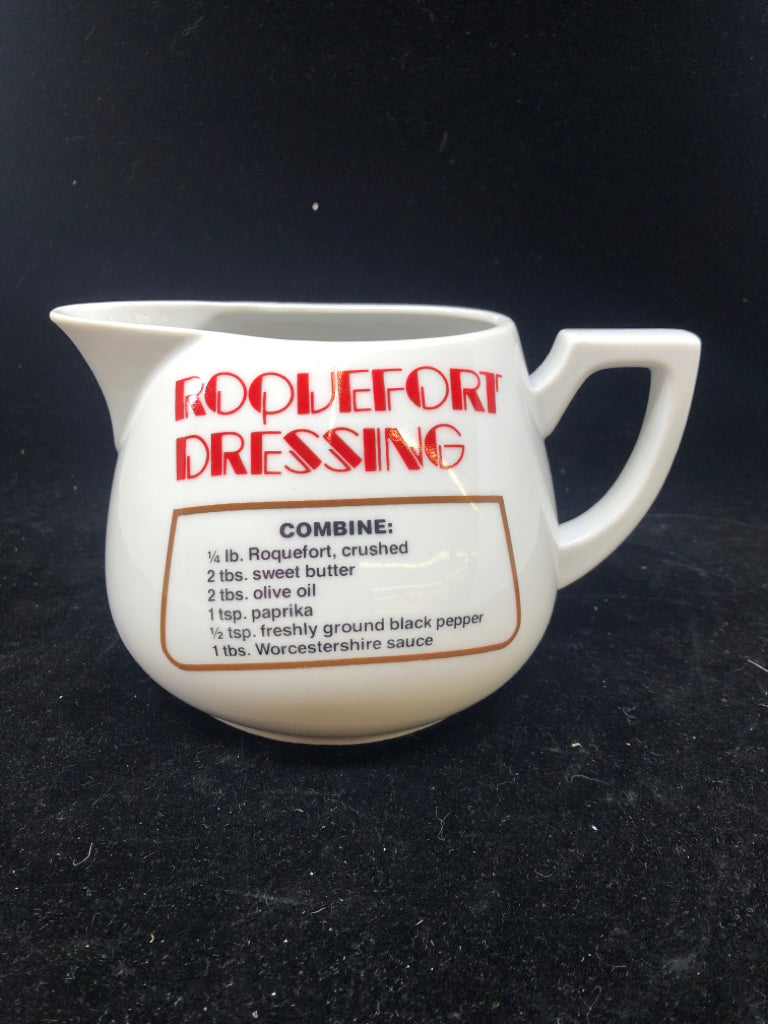 ROQUEFORT
DRESSING
COMBINE:
¼ lb. Roquefort, crushed
2 tbs. sweet butter
2 tbs. olive oil
1 tsp. paprika
½ tsp. freshly ground black pepper
1 tbs. Worcestershire sauce